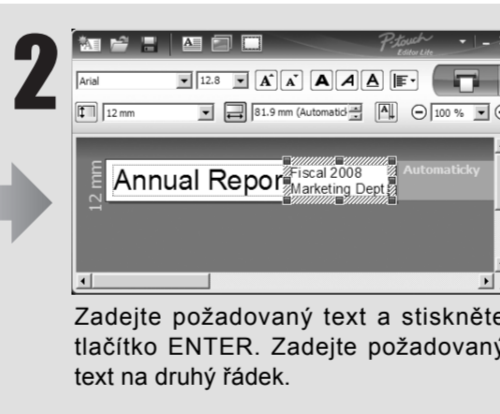 2
P-touch
Editor Lite
Arial
12.8
A A A A A
12 mm
81.9 mm (Automatick
A
100 %
12 mm
Annual Repor
Fiscal 2008
Marketing Dept
Automaticky
Zadejte požadovaný text a stiskněte
tlačítko ENTER. Zadejte požadovaný
text na druhý řádek.